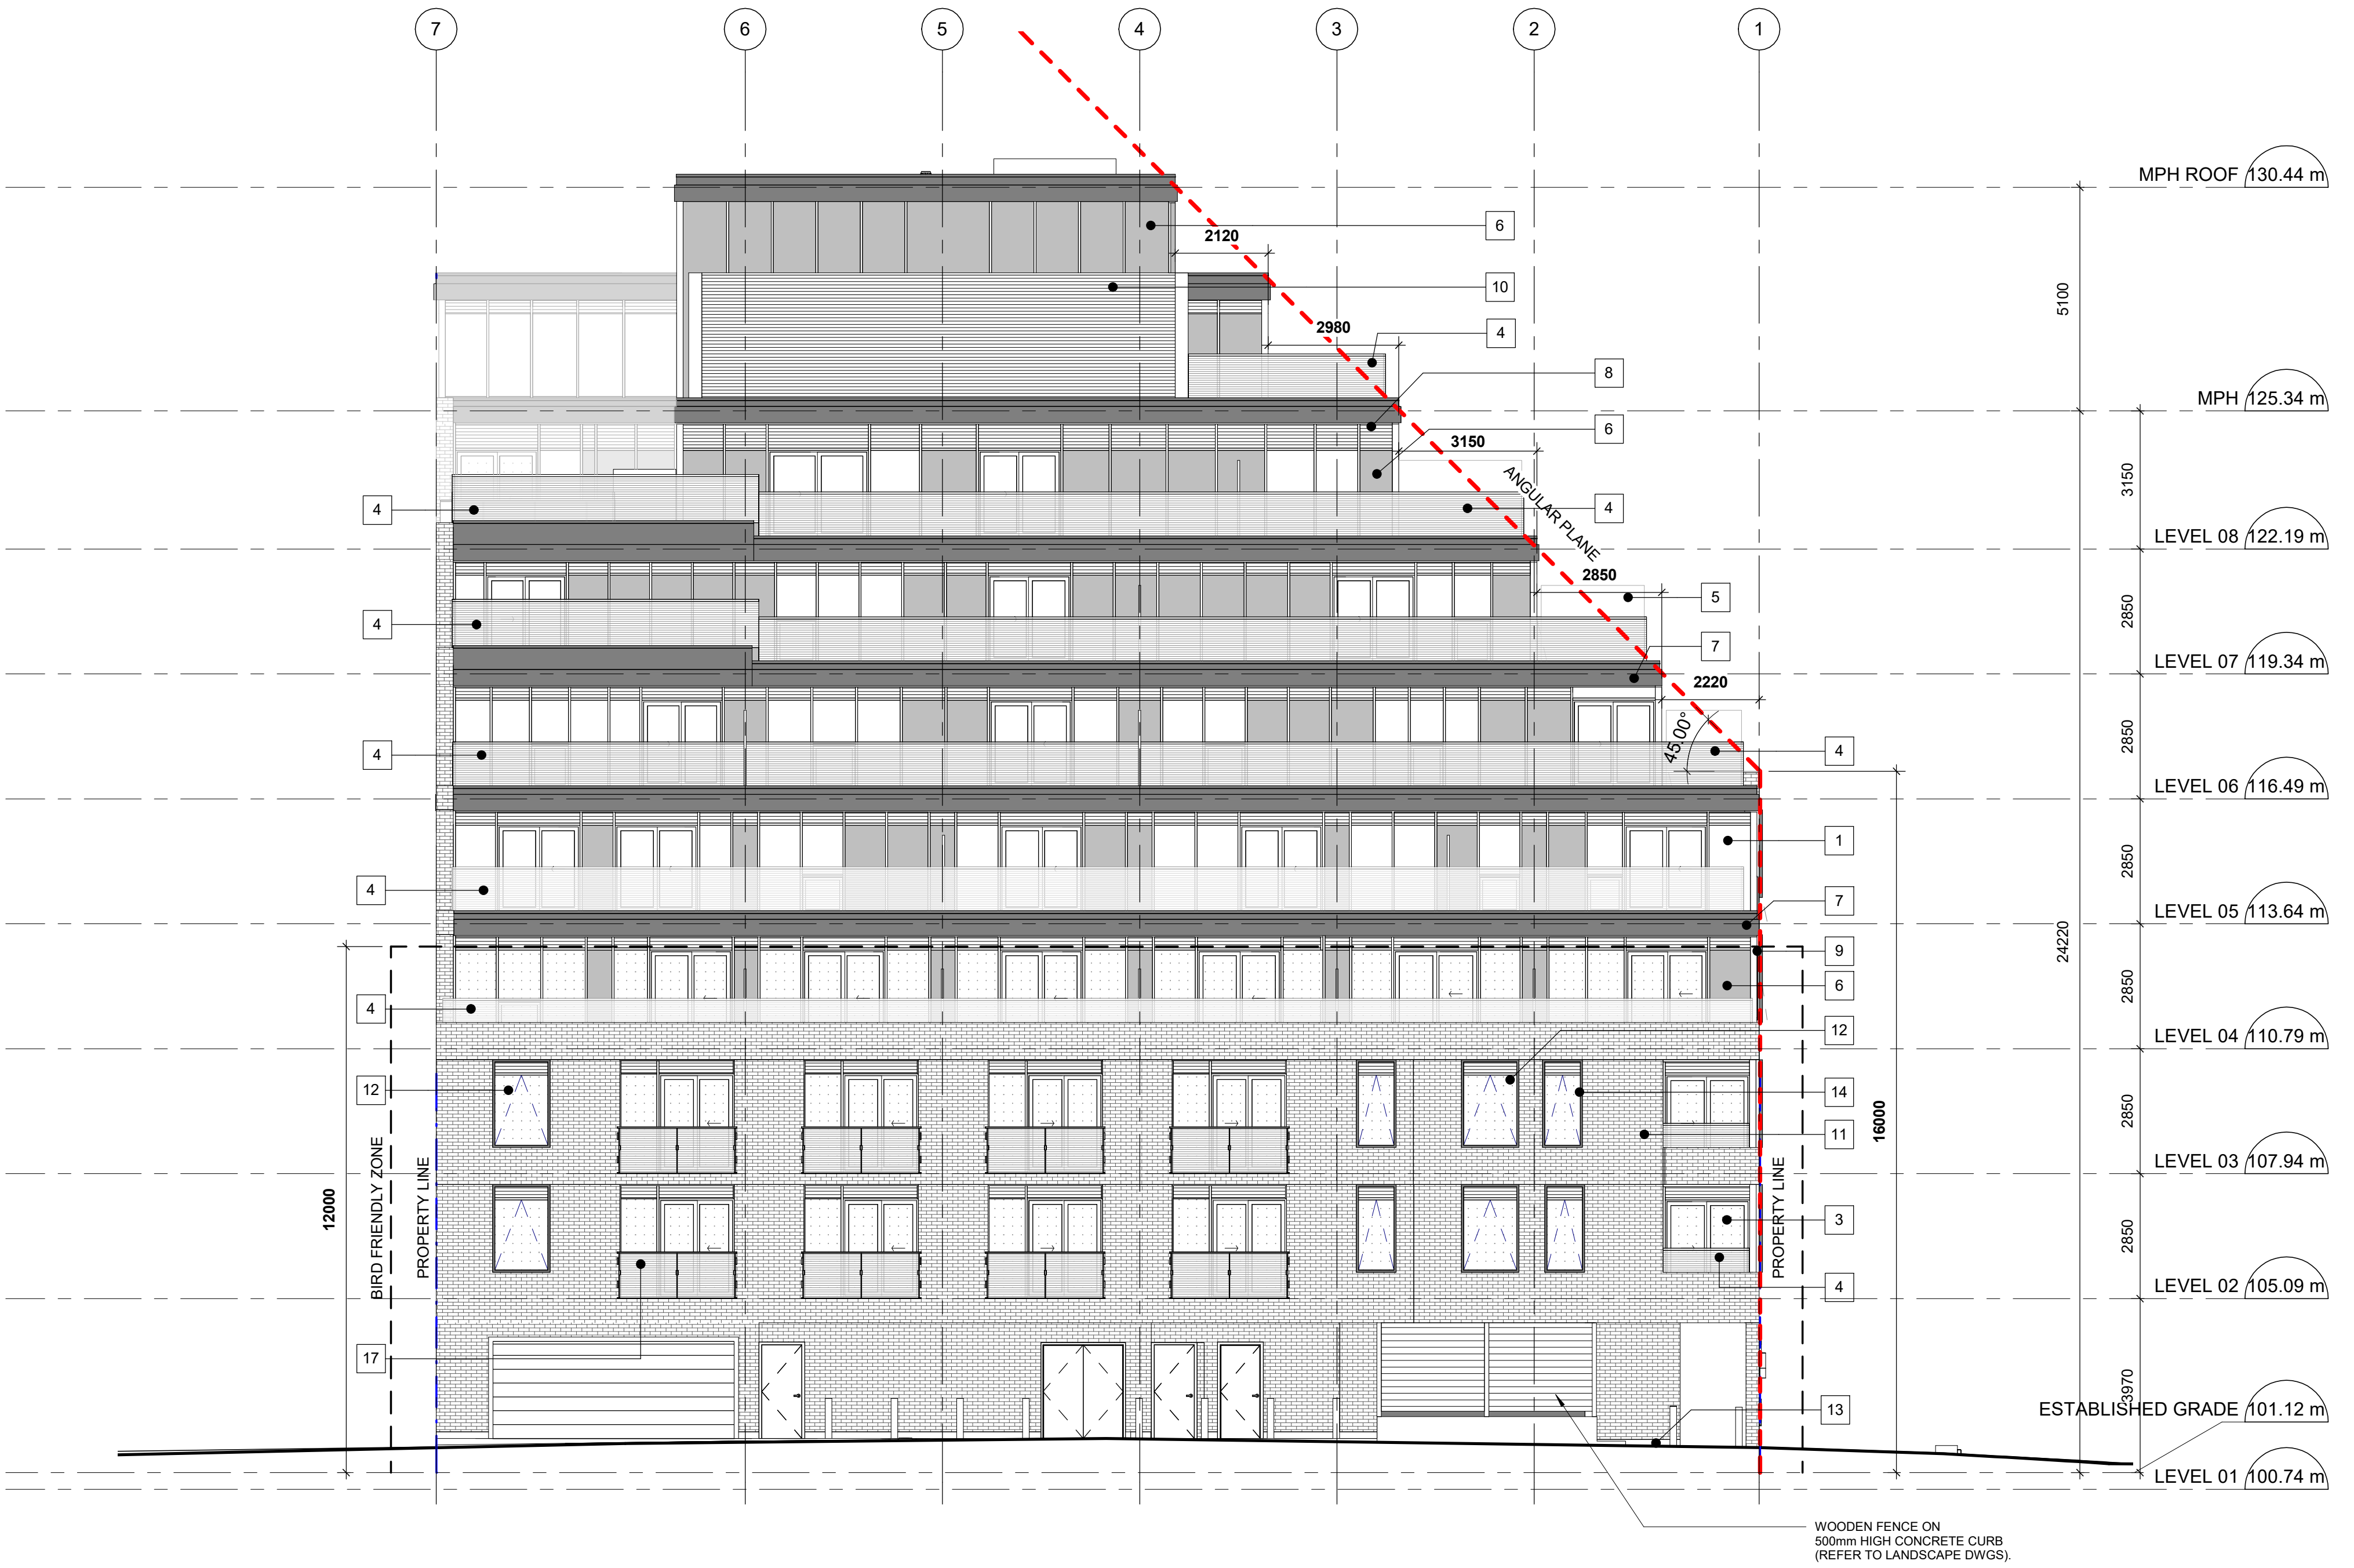 7
6
5
4
3
2
1
MPH ROOF 130.44 m
6
2120
10
5100
2980
4
8
MPH 125.34 m
6
3150
ANGULAR PLANE
3150
4
4
LEVEL 08 122.19 m
2850
5
4
2850
7
LEVEL 07 119.34 m
2220
45.00°
4
4
2850
LEVEL 06 116.49 m
1
2850
4
7
LEVEL 05 113.64 m
24220
9
6
2850
4
12
LEVEL 04 110.79 m
12
14
16000
11
2850
LEVEL 03 107.94 m
BIRD FRIENDLY ZONE
PROPERTY LINE
PROPERTY LINE
12000
3
2850
4
LEVEL 02 105.09 m
17
3970
13
ESTABLISHED GRADE 101.12 m
LEVEL 01 100.74 m
WOODEN FENCE ON
500mm HIGH CONCRETE CURB
(REFER TO LANDSCAPE DWGS).